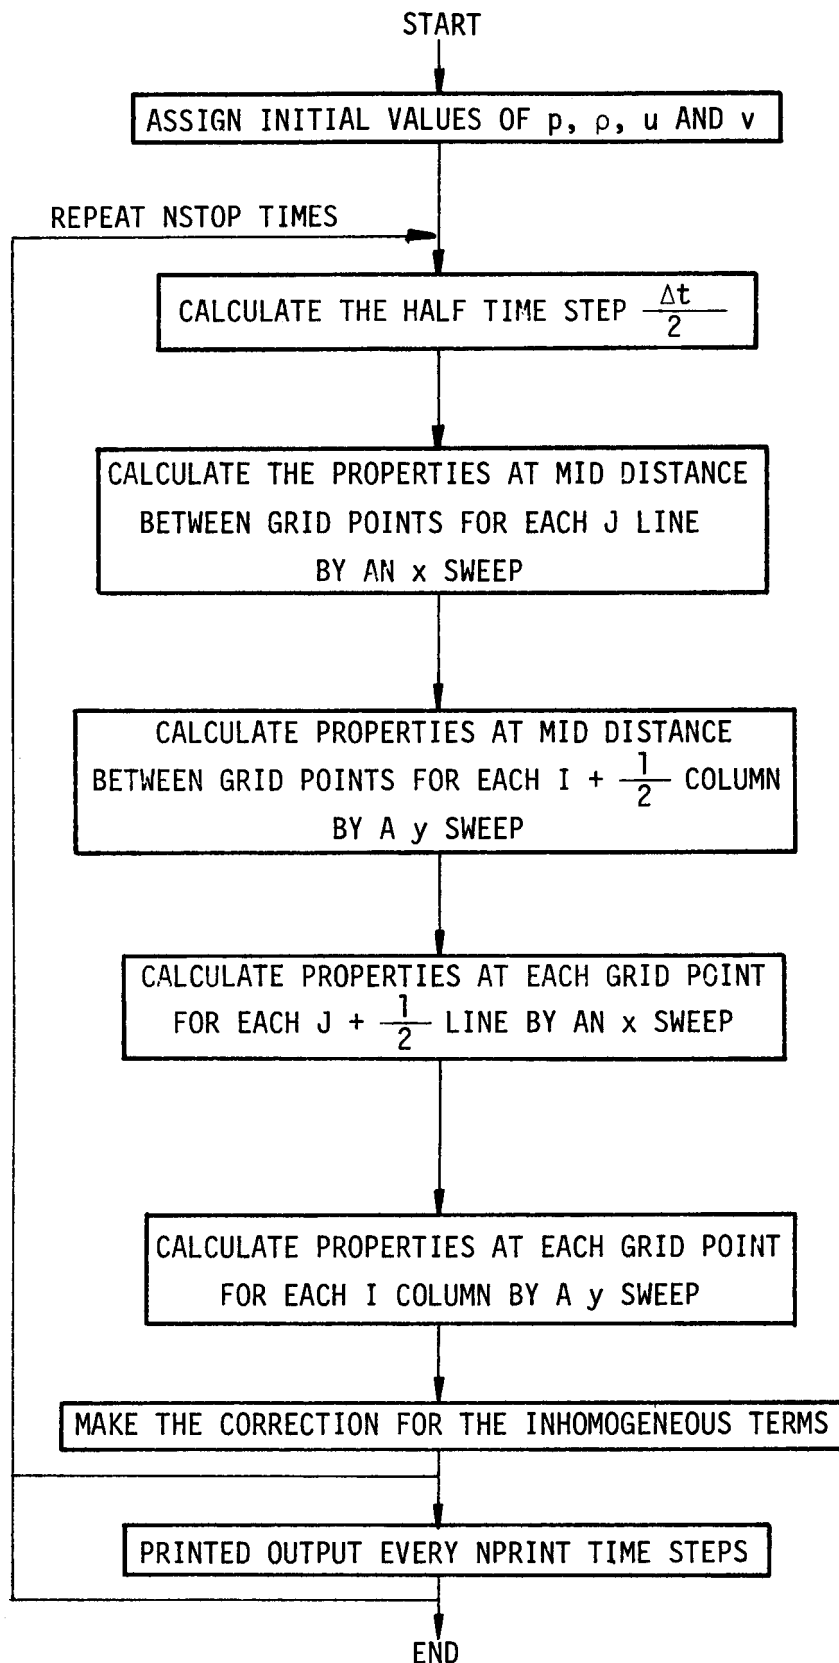 START
ASSIGN INITIAL VALUES OF p, ρ, u AND v
REPEAT NSTOP TIMES
CALCULATE THE HALF TIME STEP Δt/2
CALCULATE THE PROPERTIES AT MID DISTANCE
BETWEEN GRID POINTS FOR EACH J LINE
BY AN x SWEEP
CALCULATE PROPERTIES AT MID DISTANCE
BETWEEN GRID POINTS FOR EACH I + 1/2 COLUMN
BY A y SWEEP
CALCULATE PROPERTIES AT EACH GRID POINT
FOR EACH J + 1/2 LINE BY AN x SWEEP
CALCULATE PROPERTIES AT EACH GRID POINT
FOR EACH I COLUMN BY A y SWEEP
MAKE THE CORRECTION FOR THE INHOMOGENEOUS TERMS
PRINTED OUTPUT EVERY NPRINT TIME STEPS
END